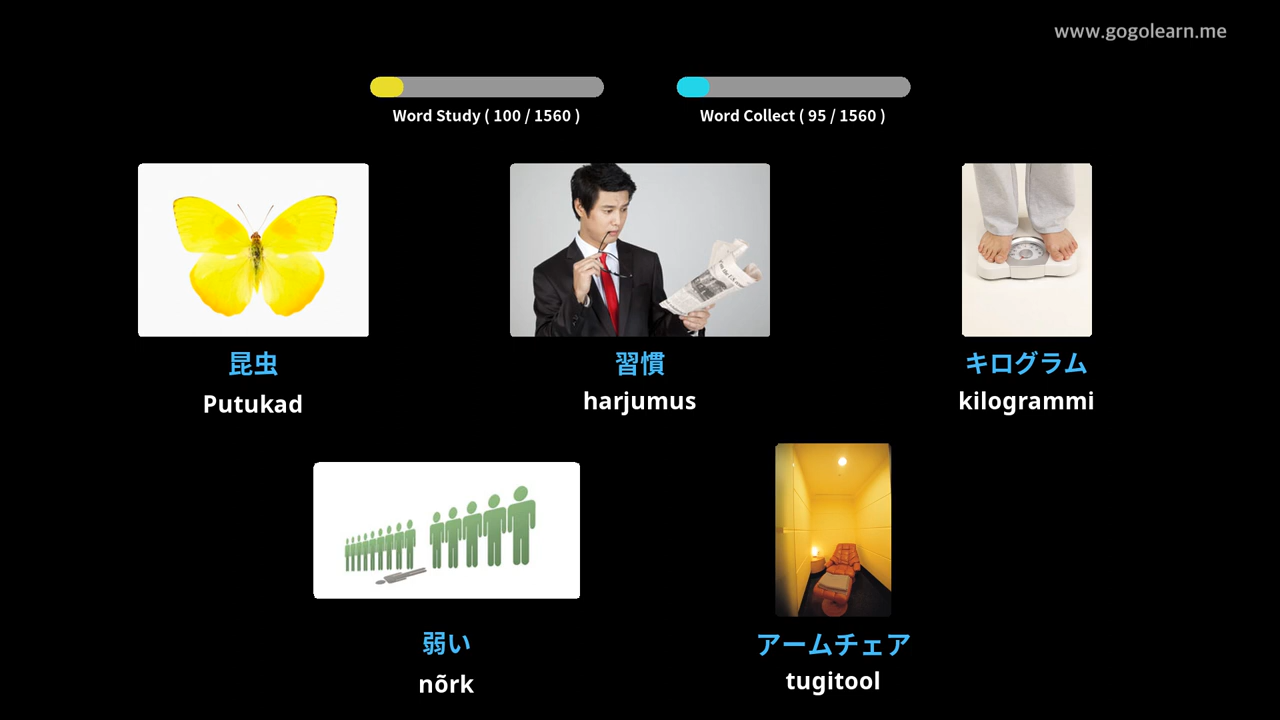 www.gogolearn.me
Word Study ( 100 / 1560 )
Word Collect ( 95 / 1560 )
昆虫
Putukad
習慣
harjumus
キログラム
kilogrammi
弱い
nõrk
アームチェア
tugitool